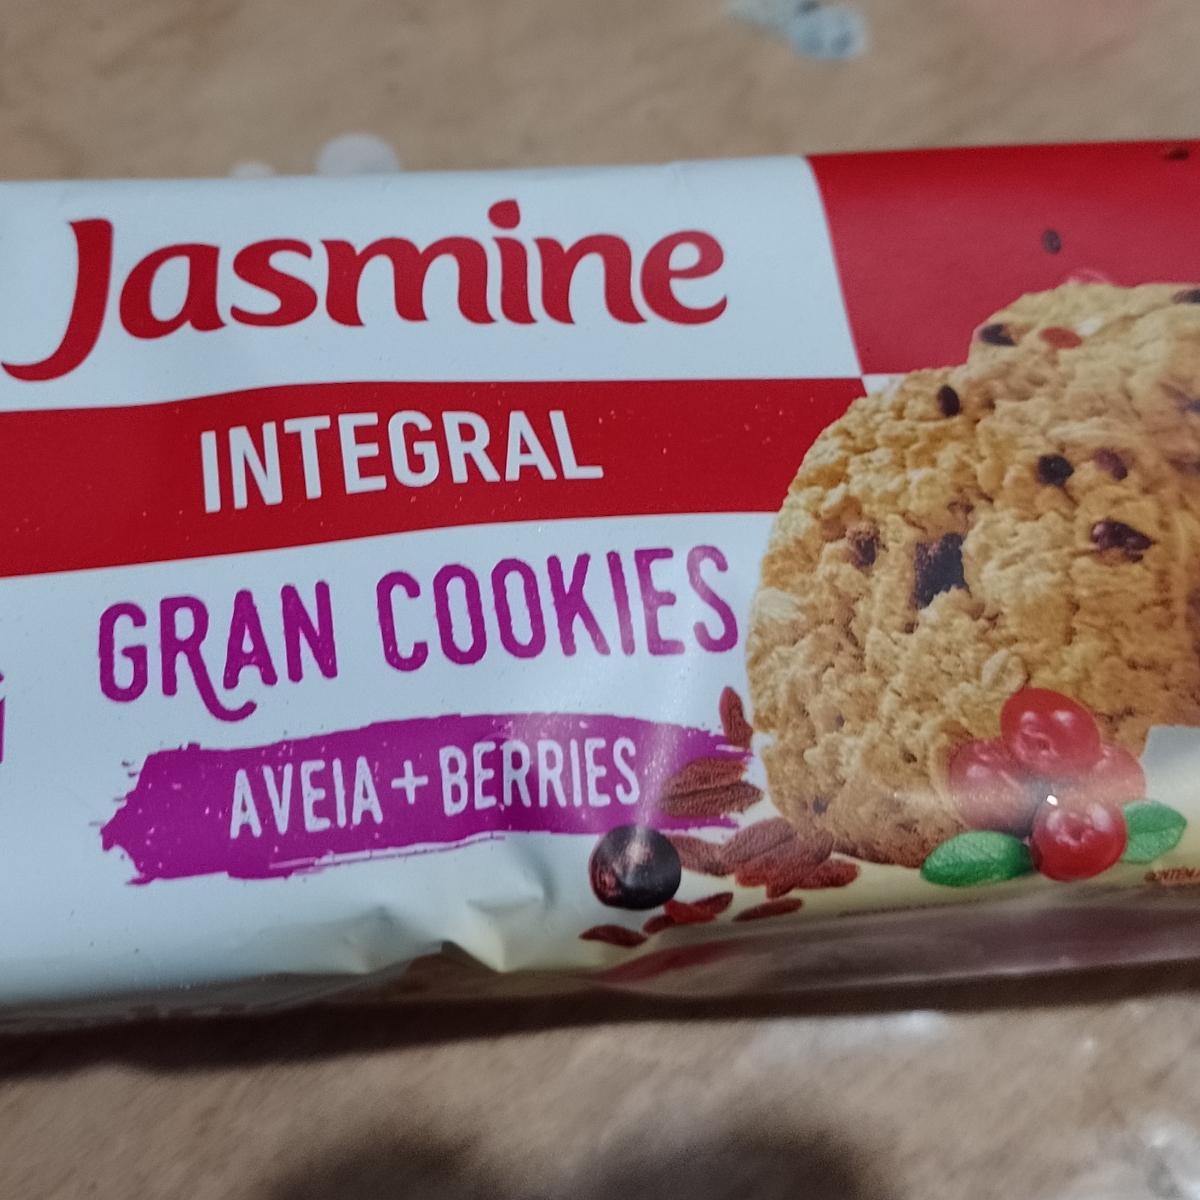 Jasmine
INTEGRAL
GRAN COOKIES
AVEIA + BERRIES